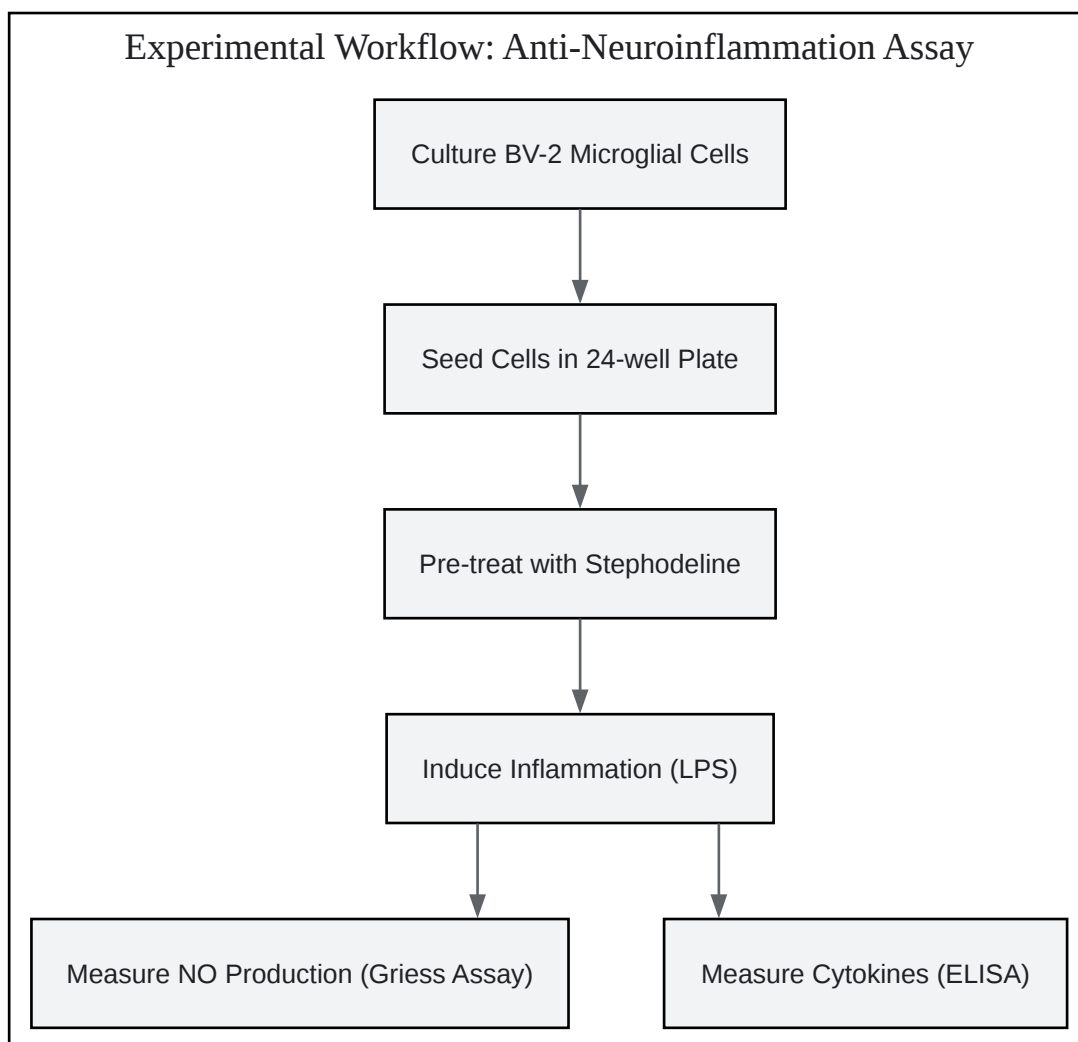 Experimental Workflow: Anti-Neuroinflammation Assay
Culture BV-2 Microglial Cells
Seed Cells in 24-well Plate
Pre-treat with Stephodeline
Induce Inflammation (LPS)
Measure NO Production (Griess Assay)
Measure Cytokines (ELISA)